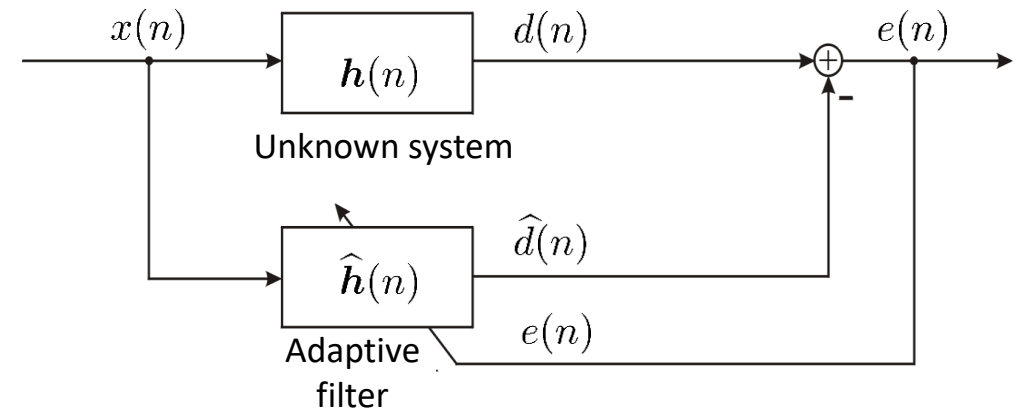 x(n)
d(n)
e(n)
h(n)
+
-
Unknown system
d̂(n)
ĥ(n)
e(n)
Adaptive
filter